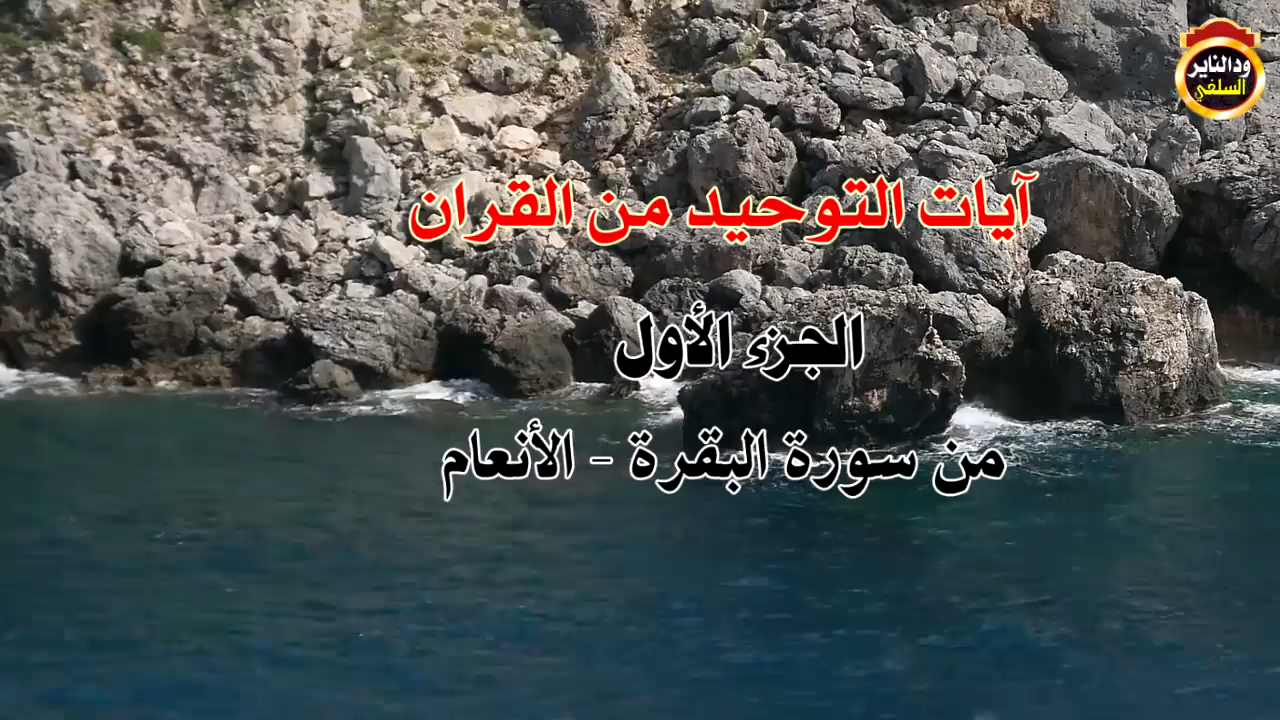 ودالناير
السلفي
آيات التوحيد من القران
الجزء الأول
من سورة البقرة - الأنعام